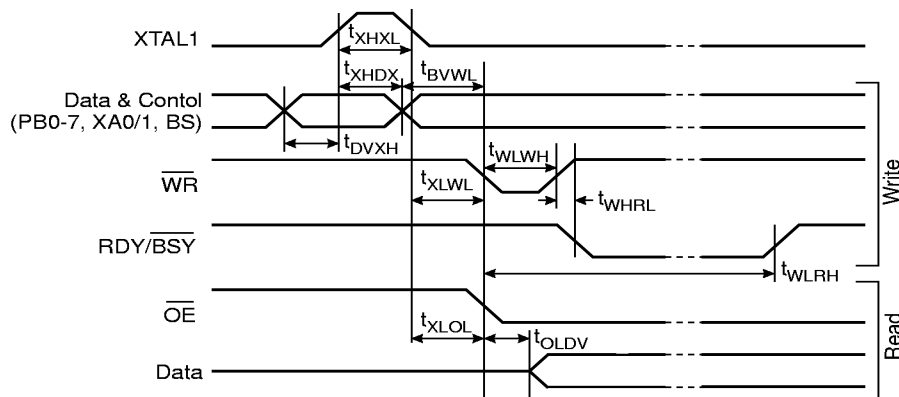 XTAL1
tXHXL
tXHDX
tBVWL
Data & Contol
(PB0-7, XA0/1, BS)
tDVXH
tWLWH
WR
tXLWL
tWHRL
Write
RDY/BSY
tWLRH
OE
tXLOL
tOLDV
Read
Data